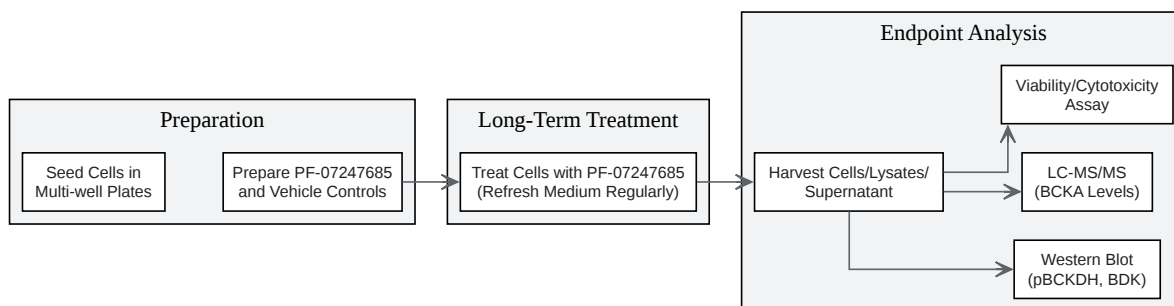 Preparation
Seed Cells in
Multi-well Plates
Prepare PF-07247685
and Vehicle Controls
Long-Term Treatment
Treat Cells with PF-07247685
(Refresh Medium Regularly)
Endpoint Analysis
Harvest Cells/Lysates/
Supernatant
Viability/Cytotoxicity
Assay
LC-MS/MS
(BCKA Levels)
Western Blot
(pBCKDH, BDK)